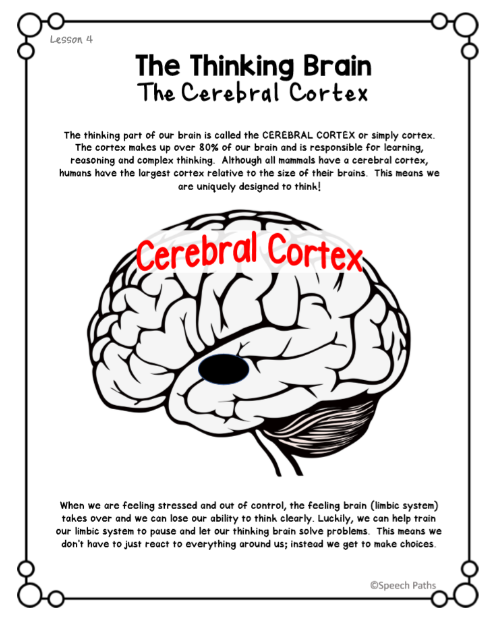 Lesson 4
The Thinking Brain
The Cerebral Cortex
The thinking part of our brain is called the CEREBRAL CORTEX or simply cortex.
The cortex makes up over 80% of our brain and is responsible for learning,
reasoning and complex thinking. Although all mammals have a cerebral cortex,
humans have the largest cortex relative to the size of their brains. This means we
are uniquely designed to think!
Cerebral Cortex
When we are feeling stressed and out of control, the feeling brain (limbic system)
takes over and we can lose our ability to think clearly. Luckily, we can help train
our limbic system to pause and let our thinking brain solve problems. This means we
don't have to just react to everything around us; instead we get to make choices.
©Speech Paths